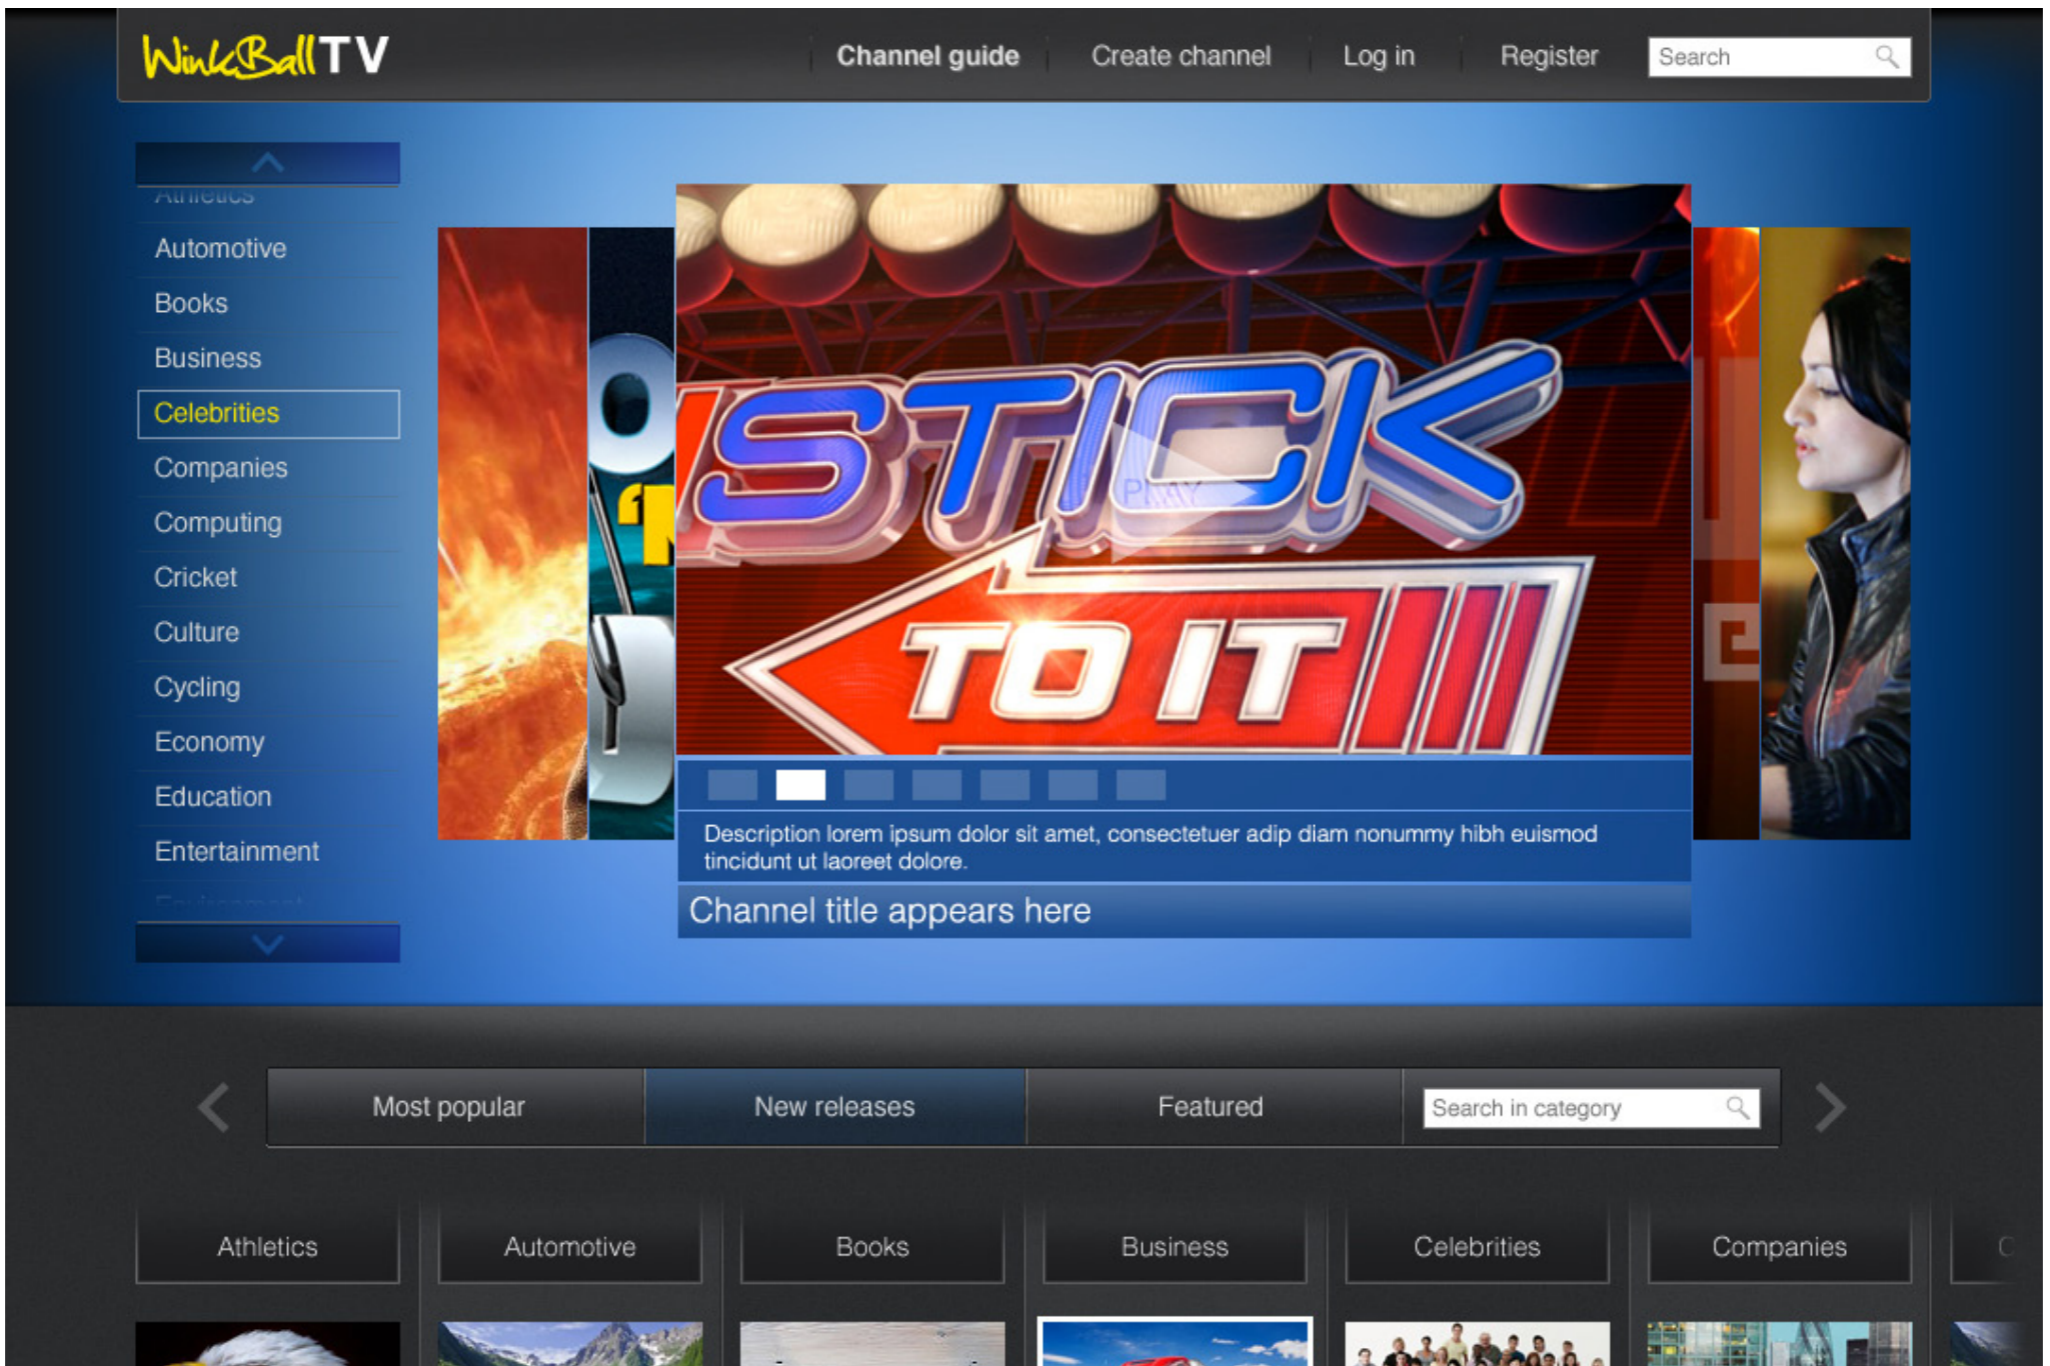 WinkBallTV
Channel guide
Create channel
Log in
Register
Search
Athletics
Automotive
Books
Business
Celebrities
Companies
Computing
Cricket
Culture
Cycling
Economy
Education
Entertainment
Environment
STICK
PLAY
TO IT
Description lorem ipsum dolor sit amet, consectetuer adip diam nonummy hibh euismod
tincidunt ut laoreet dolore.
Channel title appears here
Most popular
New releases
Featured
Search in category
Athletics
Automotive
Books
Business
Celebrities
Companies